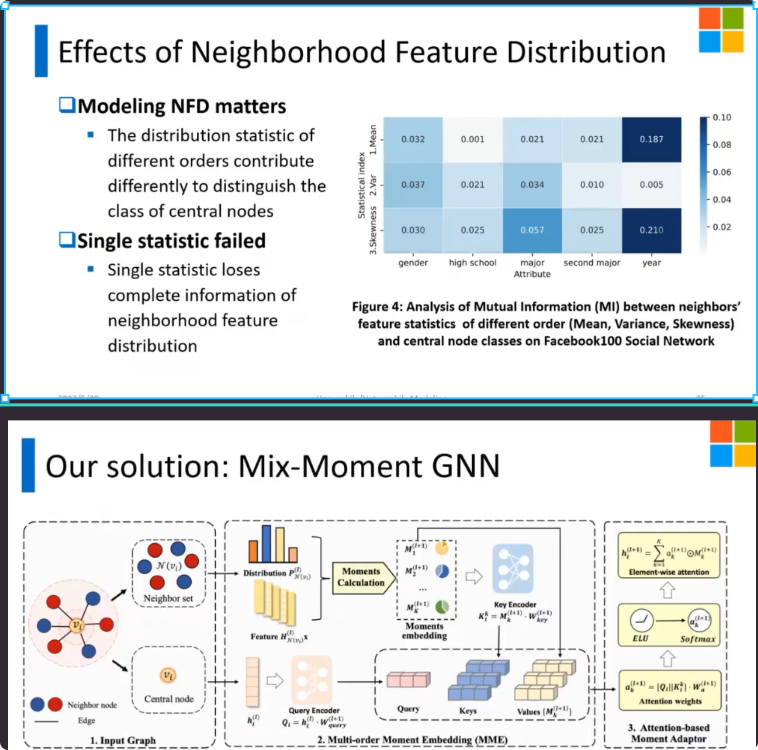 Effects of Neighborhood Feature Distribution
Modeling NFD matters
The distribution statistic of
different orders contribute
differently to distinguish the
class of central nodes
Single statistic failed
Single statistic loses
complete information of
neighborhood feature
distribution
Statistical index
1.Mean
2.Var
3.Skewness
0.032 0.001 0.021 0.021 0.187
0.037 0.021 0.034 0.010 0.005
0.030 0.025 0.057 0.025 0.210
gender high school major second major year
Attribute
0.10
0.08
0.06
0.04
0.02
Figure 4: Analysis of Mutual Information (MI) between neighbors’
feature statistics of different order (Mean, Variance, Skewness)
and central node classes on Facebook100 Social Network
Our solution: Mix-Moment GNN
v_i
N(v_i)
Neighbor set
v_i
Central node
Neighbor node
Edge
1. Input Graph
Distribution P_{N(v_i)}^{(l)}
Feature H_{N(v_i)}^{(l)}x
Moments
Calculation
M_1^{(l+1)}
M_2^{(l+1)}
...
M_K^{(l+1)}
Moments
embedding
Key Encoder
K_i^k = M_k^{(l+1)} · W_{key}^{(l+1)}
h_i^{(l)}
Query Encoder
Q_i = h_i^{(l)} · W_{query}^{(l+1)}
Query
Keys
Values {M_k^{(l+1)}}
2. Multi-order Moment Embedding (MME)
h_i^{(l+1)} = \sum_{k=1}^{K} a_k^{(l+1)} ⊙ M_k^{(l+1)}
Element-wise attention
a_k^{(l+1)}
ELU Softmax
a_k^{(l+1)} = [Q_i||K_i^k] · W_a^{(l+1)}
Attention weights
3. Attention-based
Moment Adaptor